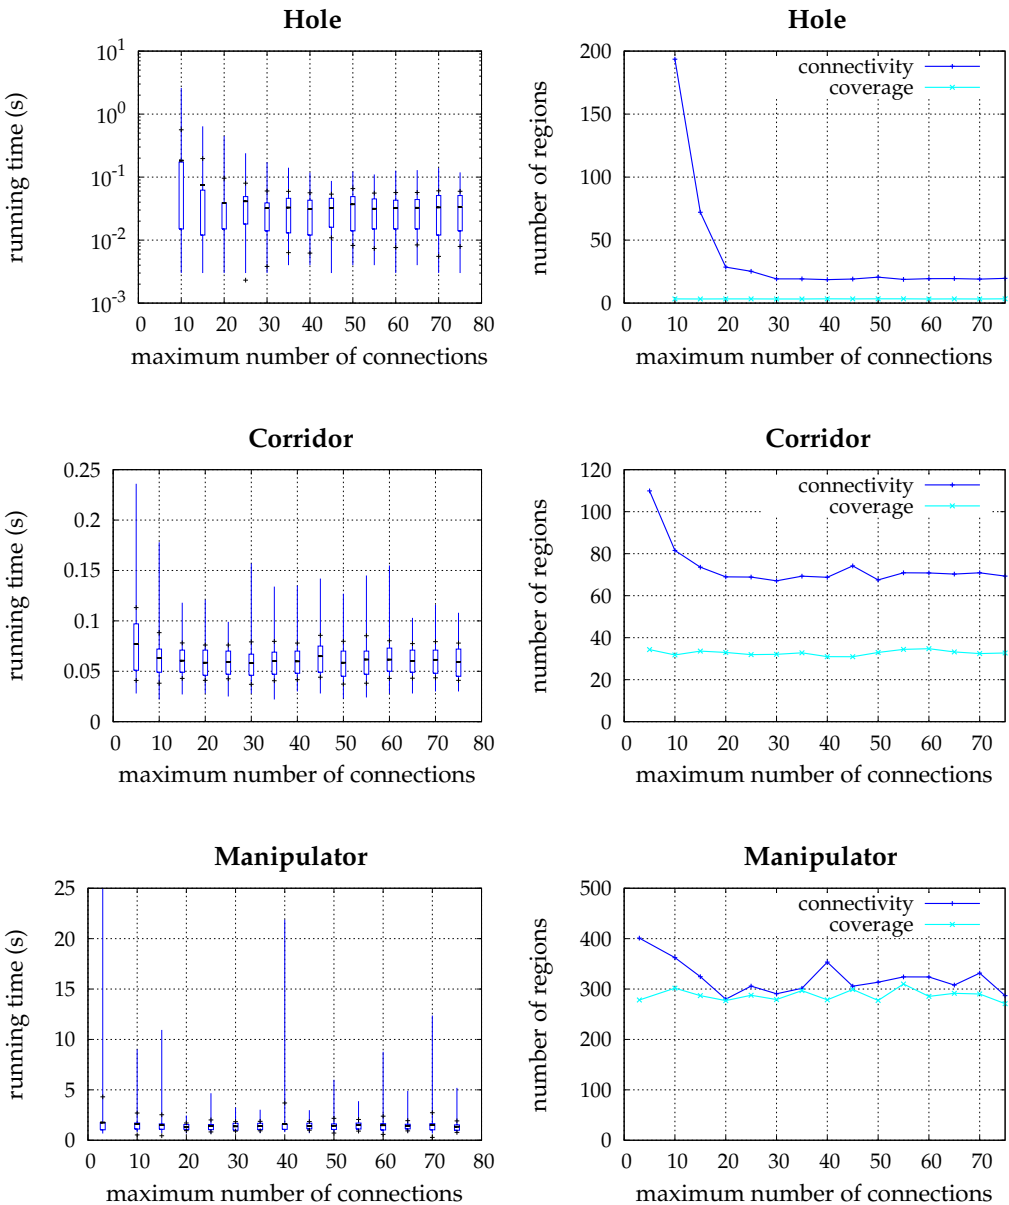 Hole
running time (s)
10^1
10^0
10^-1
10^-2
10^-3
0 10 20 30 40 50 60 70 80
maximum number of connections
Hole
number of regions
200
150
100
50
0
connectivity
coverage
0 10 20 30 40 50 60 70
maximum number of connections
Corridor
running time (s)
0.25
0.2
0.15
0.1
0.05
0
0 10 20 30 40 50 60 70 80
maximum number of connections
Corridor
number of regions
120
100
80
60
40
20
0
connectivity
coverage
0 10 20 30 40 50 60 70
maximum number of connections
Manipulator
running time (s)
25
20
15
10
5
0
0 10 20 30 40 50 60 70 80
maximum number of connections
Manipulator
number of regions
500
400
300
200
100
0
connectivity
coverage
0 10 20 30 40 50 60 70
maximum number of connections